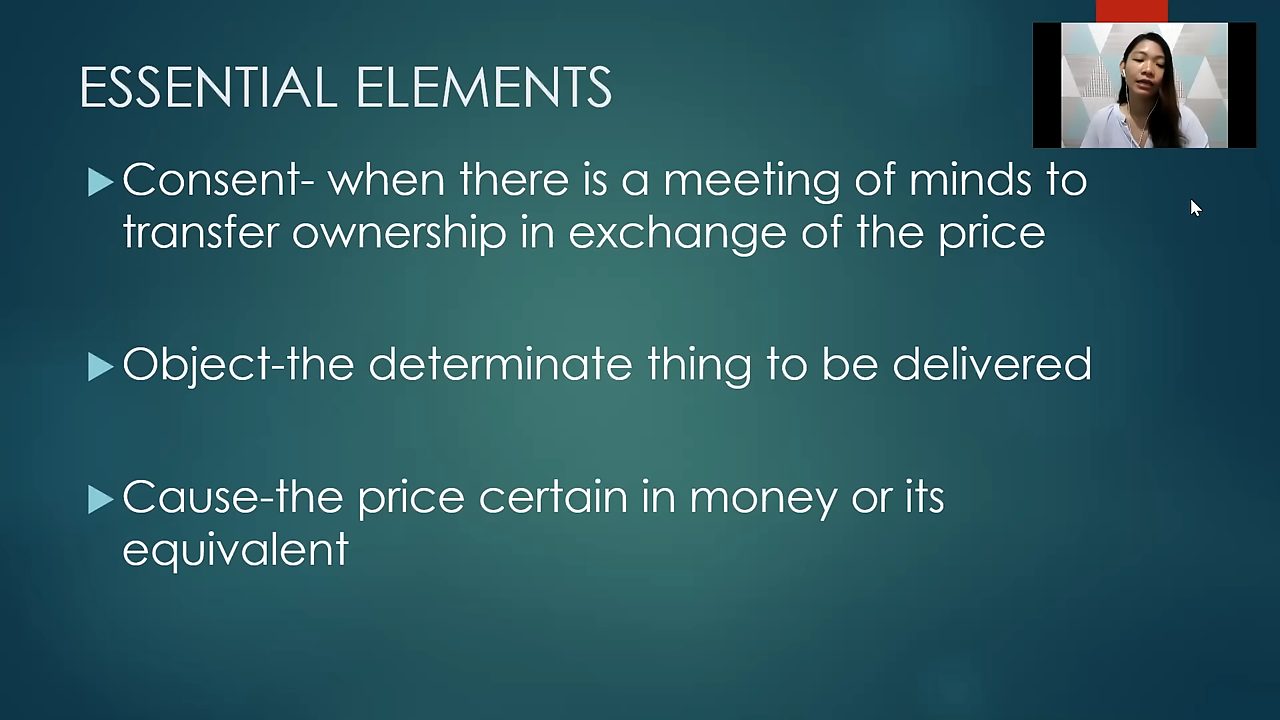 ESSENTIAL ELEMENTS
Consent- when there is a meeting of minds to
transfer ownership in exchange of the price
Object-the determinate thing to be delivered
Cause-the price certain in money or its
equivalent